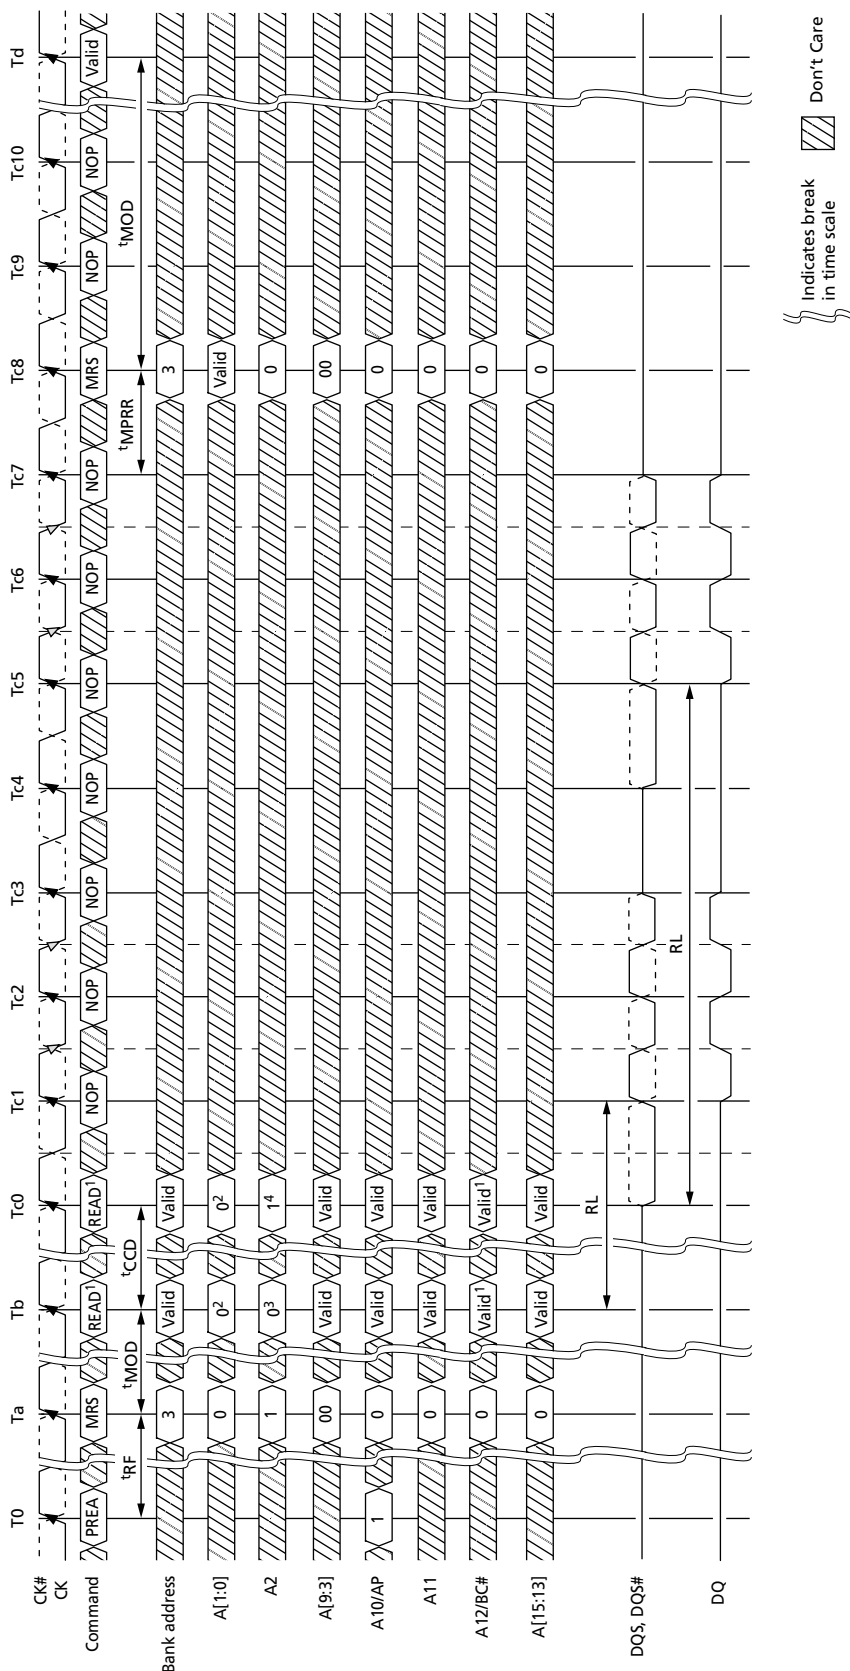 T0 Ta Tb Tc0 Tc1 Tc2 Tc3 Tc4 Tc5 Tc6 Tc7 Tc8 Tc9 Tc10 Td
CK#
CK
Command PREA MRS READ1 READ1 NOP NOP NOP NOP NOP NOP NOP MRS NOP NOP Valid
tRF tMOD tCCD tMPRR tMOD
Bank address 3 Valid Valid 3
A[1:0] 0 02 02 Valid
A2 1 03 14 0
A[9:3] 00 Valid Valid 00
A10/AP 1 0 Valid Valid 0
A11 0 Valid Valid 0
A12/BC# 0 Valid1 Valid1 0
A[15:13] 0 Valid Valid 0
RL
DQS, DQS#
RL
DQ
Indicates break
in time scale
Don't Care